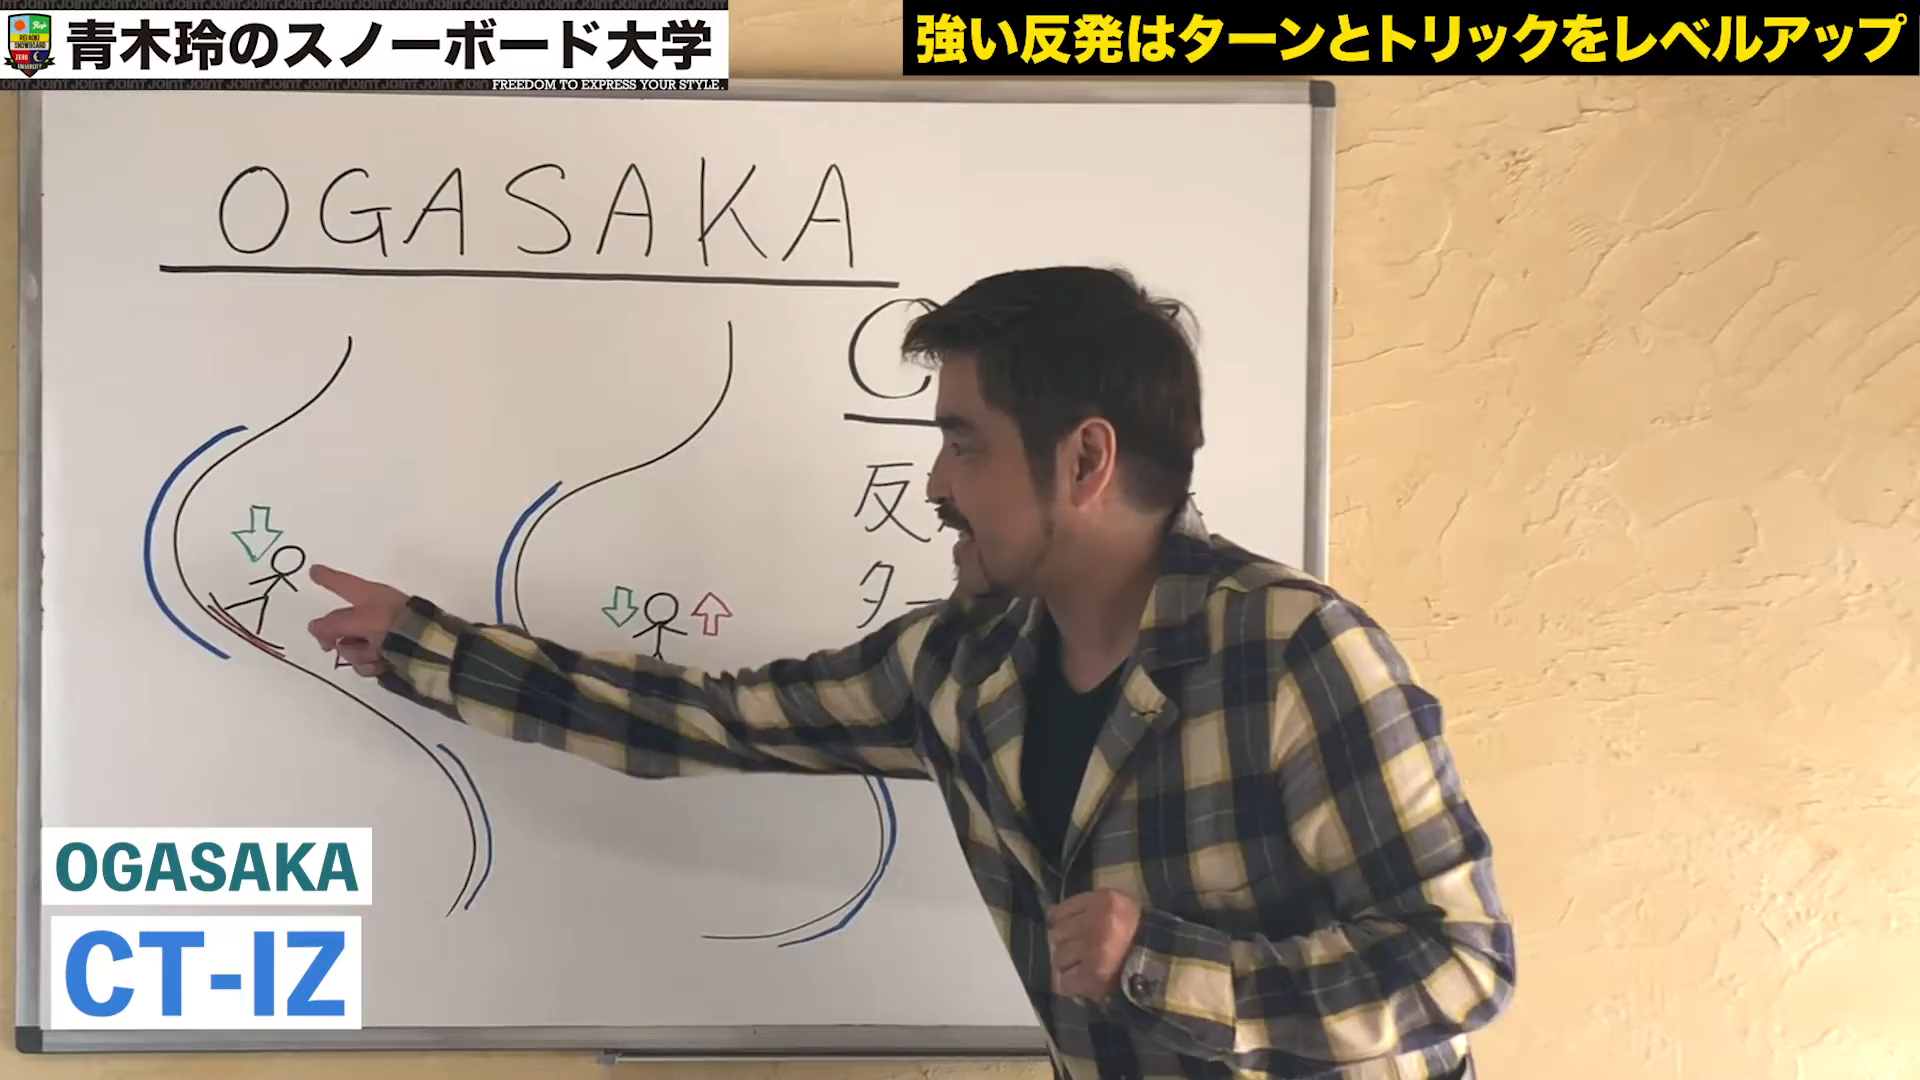 青木玲のスノーボード大学
FREEDOM TO EXPRESS YOUR STYLE.
強い反発はターンとトリックをレベルアップ
OGASAKA
C
反
ター
OGASAKA
CT-IZ